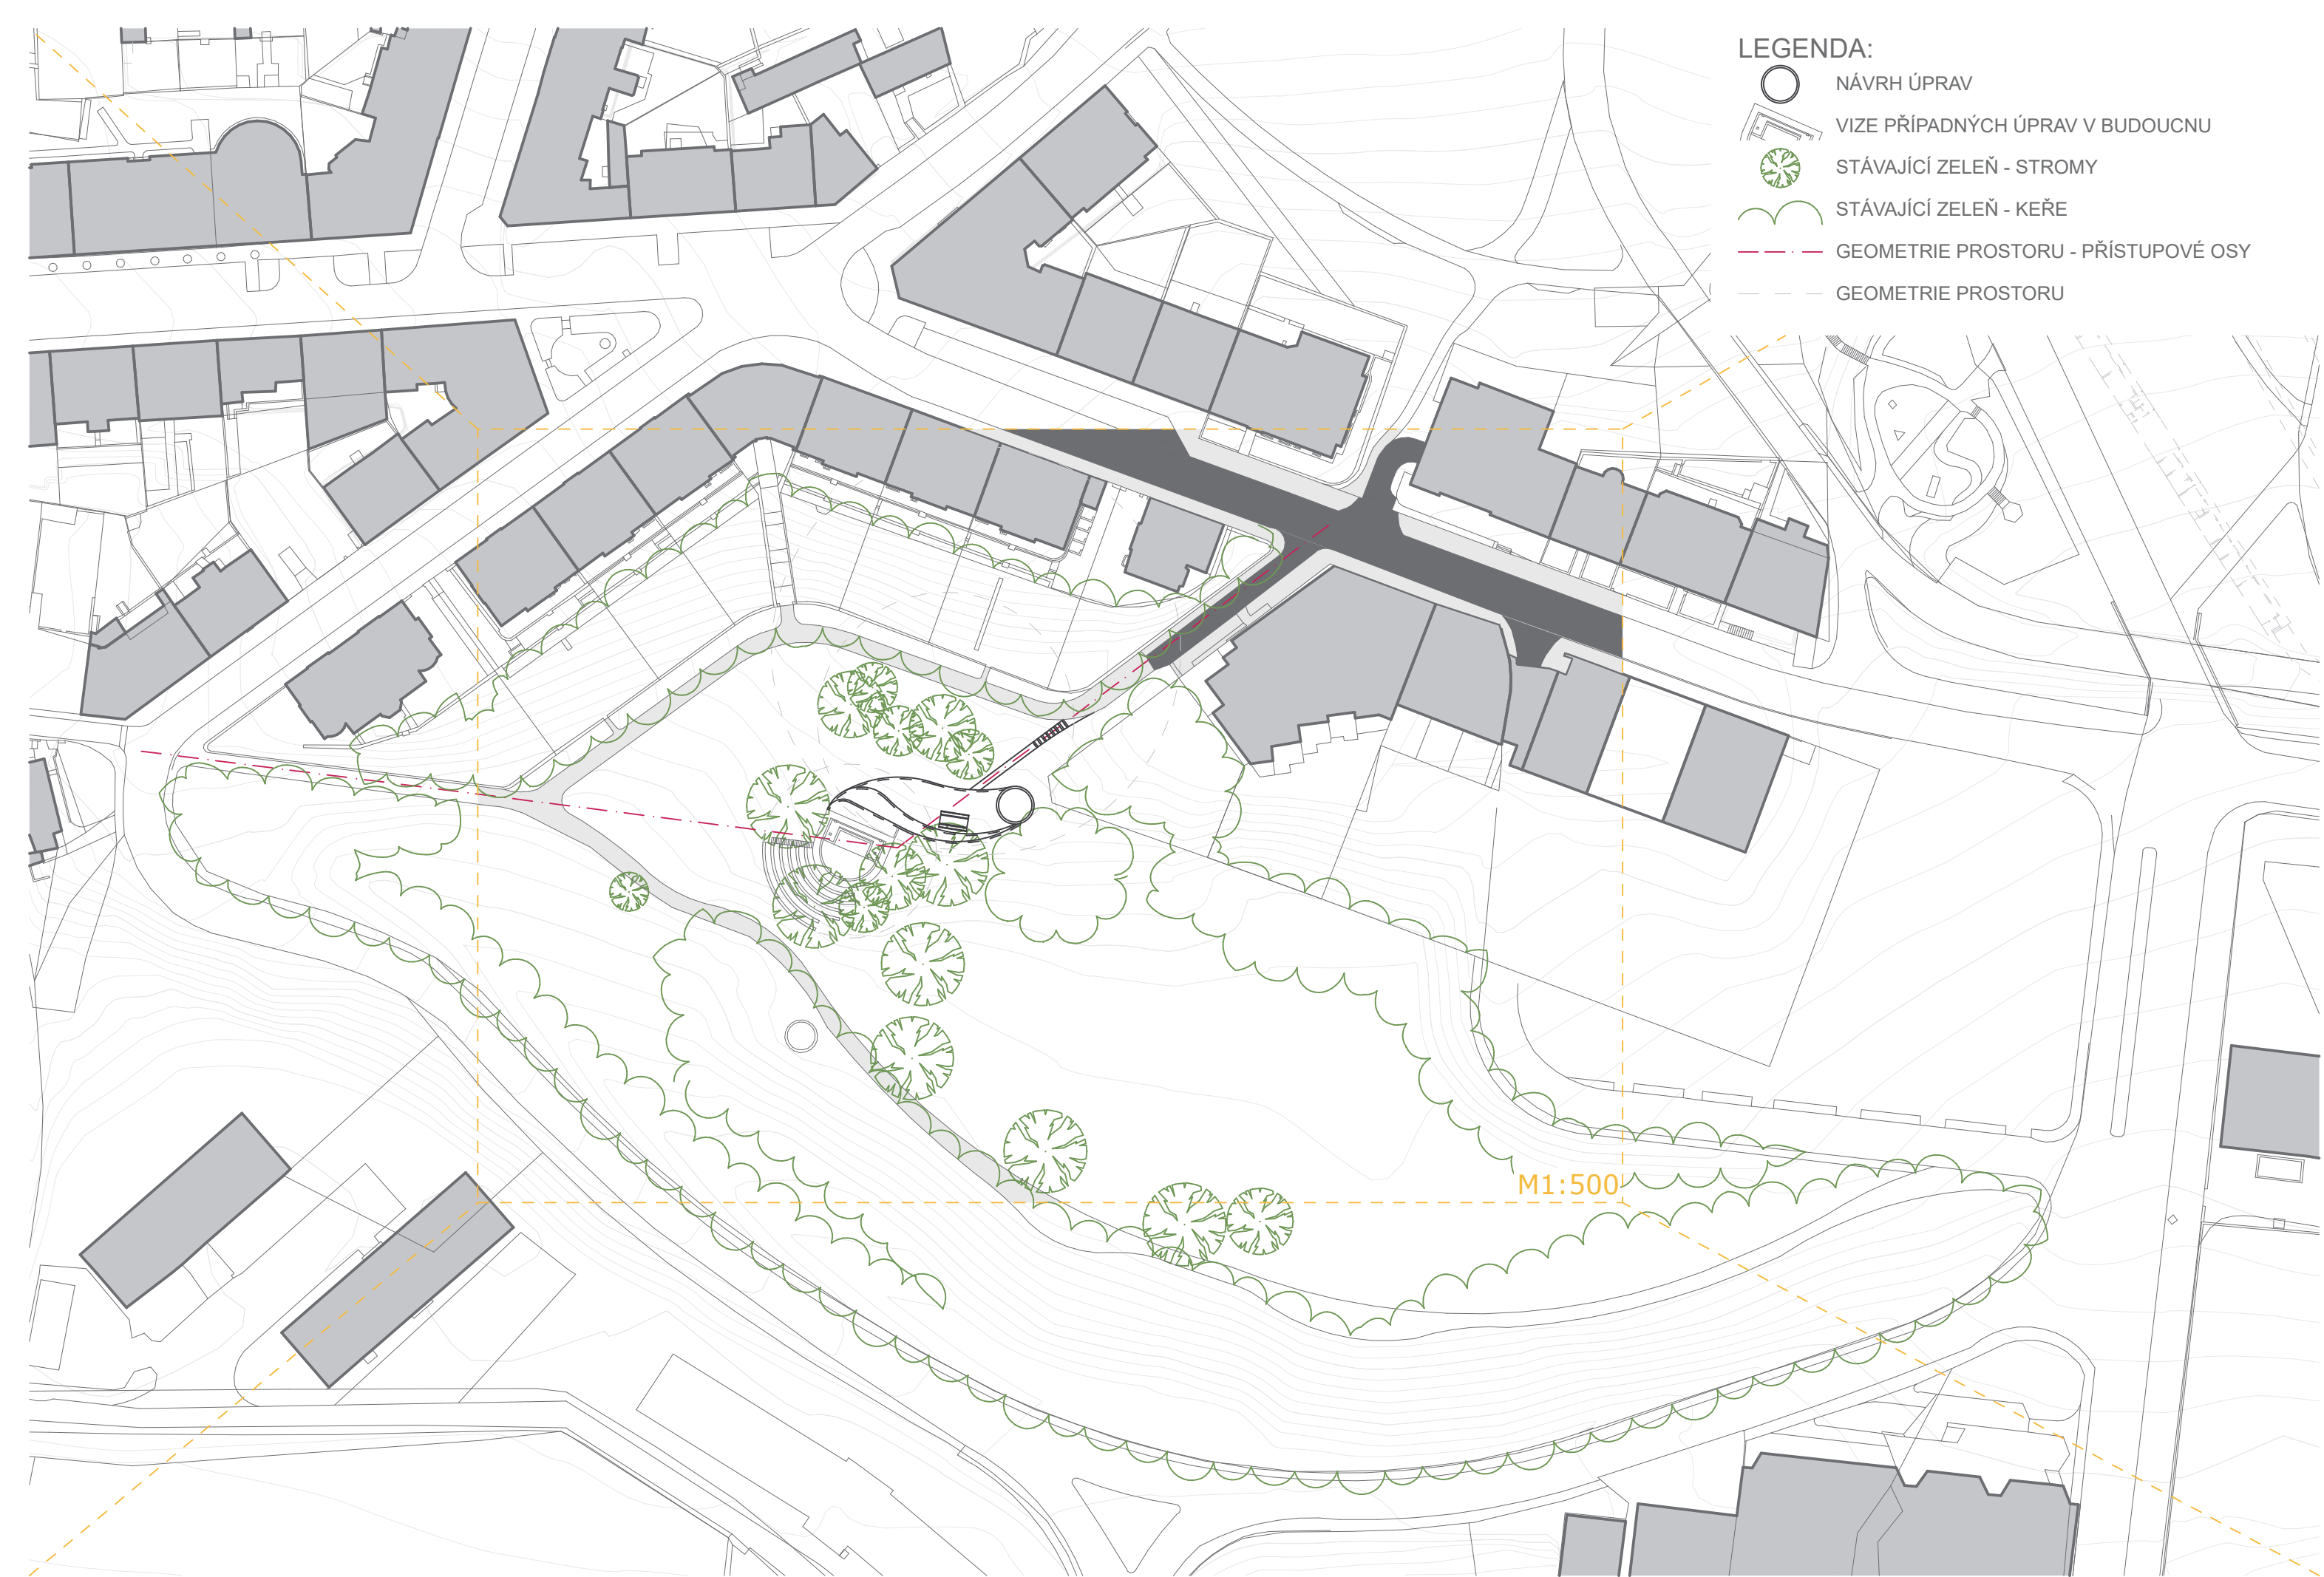 LEGENDA:
NÁVRH ÚPRAV
VIZE PŘÍPADNÝCH ÚPRAV V BUDOUCNU
STÁVAJÍCÍ ZELEŇ - STROMY
STÁVAJÍCÍ ZELEŇ - KEŘE
GEOMETRIE PROSTORU - PŘÍSTUPOVÉ OSY
GEOMETRIE PROSTORU
M1:500